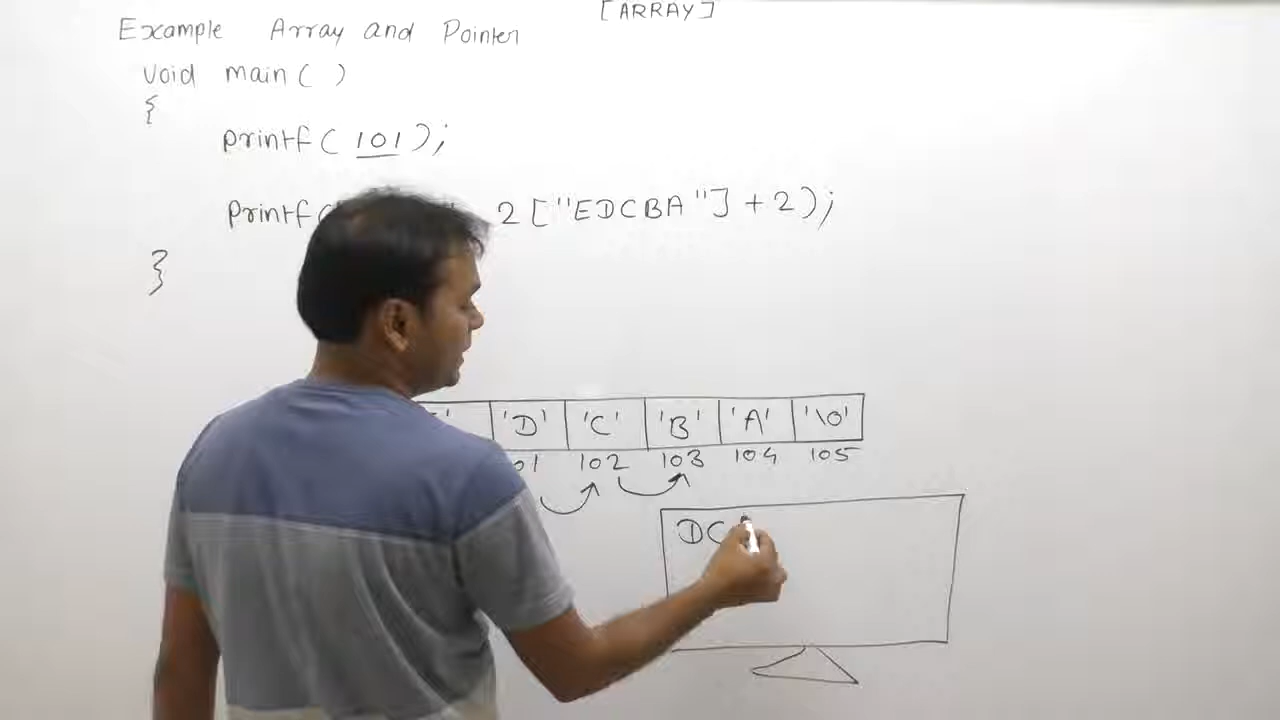 [ARRAY]
Example Array and Pointer
void main( )
{
printf( 101 );
printf( 2["EDCBA"] + 2);
}
'D' 'C' 'B' 'A' '\0'
01 102 103 104 105
DC